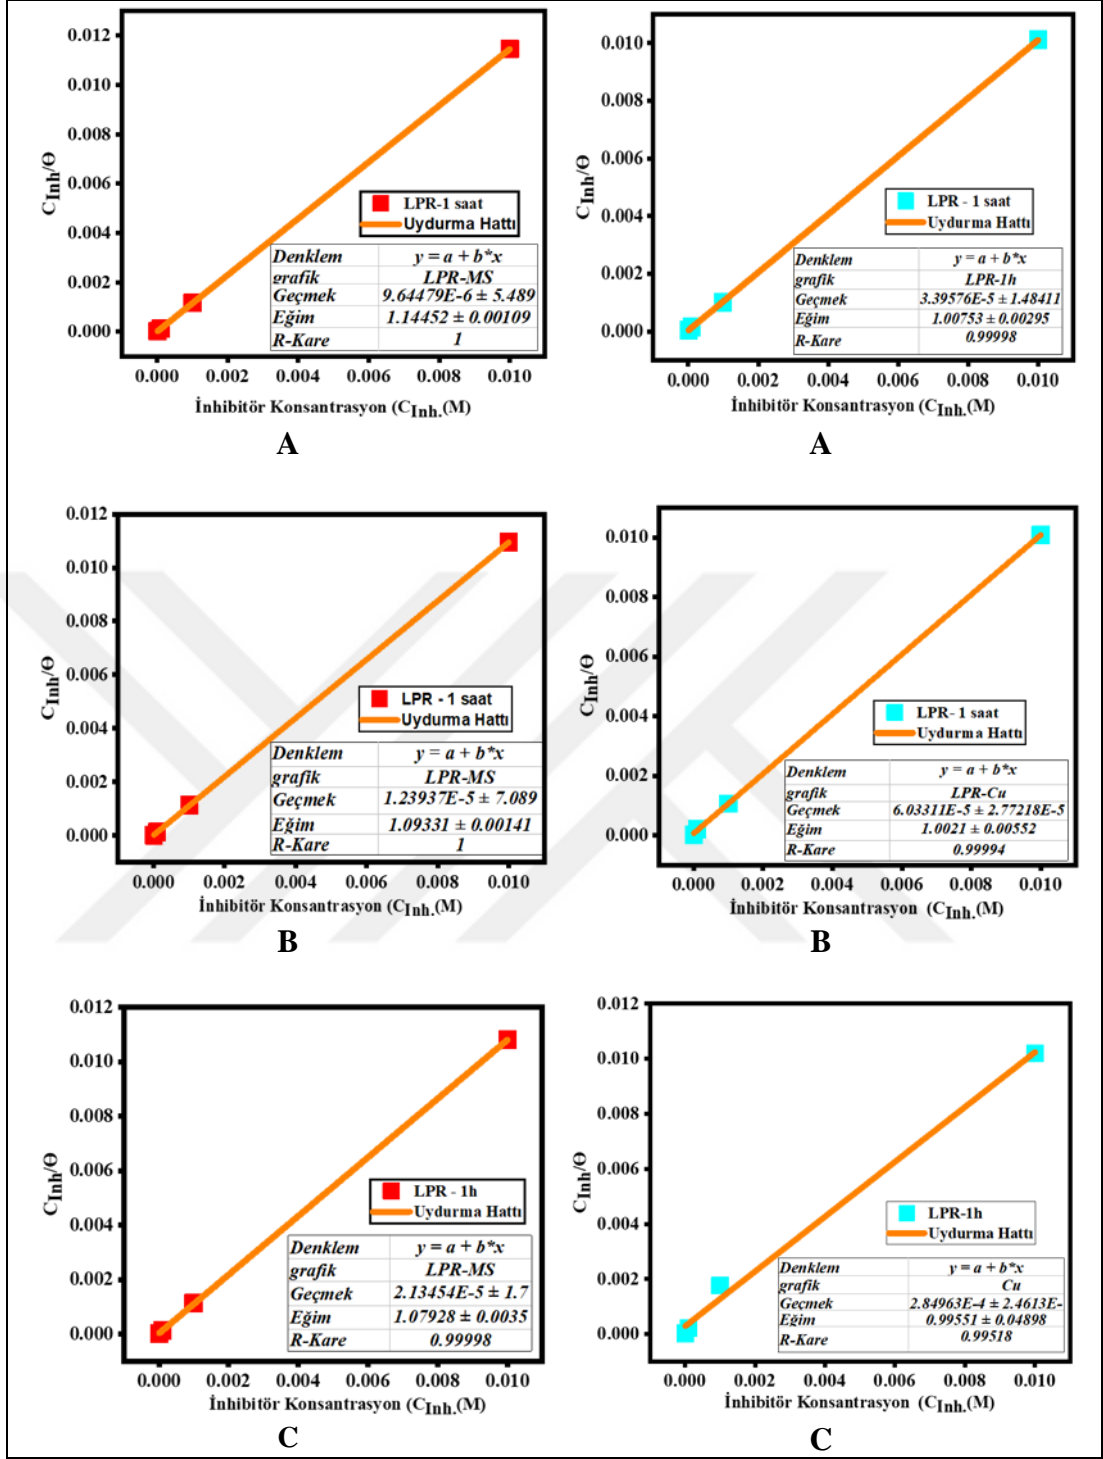 0.012
0.010
0.008
0.006
0.004
0.002
0.000
C_Inh/Θ
LPR-1 saat
Uydurma Hattı
Denklem y = a + b*x
grafik LPR-MS
Geçmek 9.64479E-6 ± 5.489
Eğim 1.14452 ± 0.00109
R-Kare 1
0.000 0.002 0.004 0.006 0.008 0.010
İnhibitör Konsantrasyon (C_Inh.(M)
A
0.010
0.008
0.006
0.004
0.002
0.000
C_Inh/Θ
LPR - 1 saat
Uydurma Hattı
Denklem y = a + b*x
grafik LPR-1h
Geçmek 3.39576E-5 ± 1.48411
Eğim 1.00753 ± 0.00295
R-Kare 0.99998
0.000 0.002 0.004 0.006 0.008 0.010
İnhibitör Konsantrasyon (C_Inh.(M)
A
0.012
0.010
0.008
0.006
0.004
0.002
0.000
C_Inh/Θ
LPR - 1 saat
Uydurma Hattı
Denklem y = a + b*x
grafik LPR-MS
Geçmek 1.23937E-5 ± 7.089
Eğim 1.09331 ± 0.00141
R-Kare 1
0.000 0.002 0.004 0.006 0.008 0.010
İnhibitör Konsantrasyon (C_Inh.(M)
B
0.010
0.008
0.006
0.004
0.002
0.000
C_Inh/Θ
LPR- 1 saat
Uydurma Hattı
Denklem y = a + b*x
grafik LPR-Cu
Geçmek 6.03311E-5 ± 2.77218E-5
Eğim 1.0021 ± 0.00552
R-Kare 0.99994
0.000 0.002 0.004 0.006 0.008 0.010
İnhibitör Konsantrasyon (C_Inh.(M)
B
0.012
0.010
0.008
0.006
0.004
0.002
0.000
C_Inh/Θ
LPR - 1h
Uydurma Hattı
Denklem y = a + b*x
grafik LPR-MS
Geçmek 2.13454E-5 ± 1.7
Eğim 1.07928 ± 0.0035
R-Kare 0.99998
0.000 0.002 0.004 0.006 0.008 0.010
İnhibitör Konsantrasyon (C_Inh.(M)
C
0.012
0.010
0.008
0.006
0.004
0.002
0.000
C_Inh/Θ
LPR-1h
Uydurma Hattı
Denklem y = a + b*x
grafik Cu
Geçmek 2.84963E-4 ± 2.4613E-
Eğim 0.99551 ± 0.04898
R-Kare 0.99518
0.000 0.002 0.004 0.006 0.008 0.010
İnhibitör Konsantrasyon (C_Inh.(M)
C